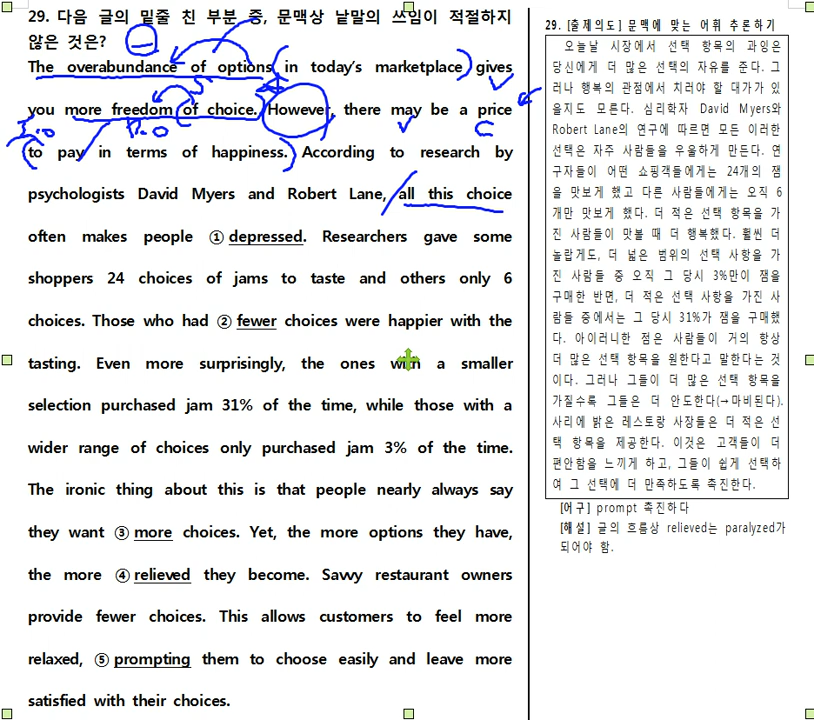 29. 다음 글의 밑줄 친 부분 중, 문맥상 낱말의 쓰임이 적절하지
않은 것은?
The overabundance of options in today's marketplace gives
you more freedom of choice. However, there may be a price
to pay in terms of happiness. According to research by
psychologists David Myers and Robert Lane, all this choice
often makes people ① depressed. Researchers gave some
shoppers 24 choices of jams to taste and others only 6
choices. Those who had ② fewer choices were happier with the
tasting. Even more surprisingly, the ones with a smaller
selection purchased jam 31% of the time, while those with a
wider range of choices only purchased jam 3% of the time.
The ironic thing about this is that people nearly always say
they want ③ more choices. Yet, the more options they have,
the more ④ relieved they become. Savvy restaurant owners
provide fewer choices. This allows customers to feel more
relaxed, ⑤ prompting them to choose easily and leave more
satisfied with their choices.
S
I.O
D.O
C
29. [출제의도] 문맥에 맞는 어휘 추론하기
오늘날 시장에서 선택 항목의 과잉은
당신에게 더 많은 선택의 자유를 준다. 그
러나 행복의 관점에서 치러야 할 대가가 있
을지도 모른다. 심리학자 David Myers와
Robert Lane의 연구에 따르면 모든 이러한
선택은 자주 사람들을 우울하게 만든다. 연
구자들이 어떤 쇼핑객들에게는 24개의 잼
을 맛보게 했고 다른 사람들에게는 오직 6
개만 맛보게 했다. 더 적은 선택 항목을 가
진 사람들이 맛볼 때 더 행복했다. 훨씬 더
놀랍게도, 더 넓은 범위의 선택 사항을 가
진 사람들 중 오직 그 당시 3%만이 잼을
구매한 반면, 더 적은 선택 사항을 가진 사
람들 중에서는 그 당시 31%가 잼을 구매했
다. 아이러니한 점은 사람들이 거의 항상
더 많은 선택 항목을 원한다고 말한다는 것
이다. 그러나 그들이 더 많은 선택 항목을
가질수록 그들은 더 안도한다(→마비된다).
사리에 밝은 레스토랑 사장들은 더 적은 선
택 항목을 제공한다. 이것은 고객들이 더
편안함을 느끼게 하고, 그들이 쉽게 선택하
여 그 선택에 더 만족하도록 촉진한다.
[어구] prompt 촉진하다
[해설] 글의 흐름상 relieved는 paralyzed가
되어야 함.